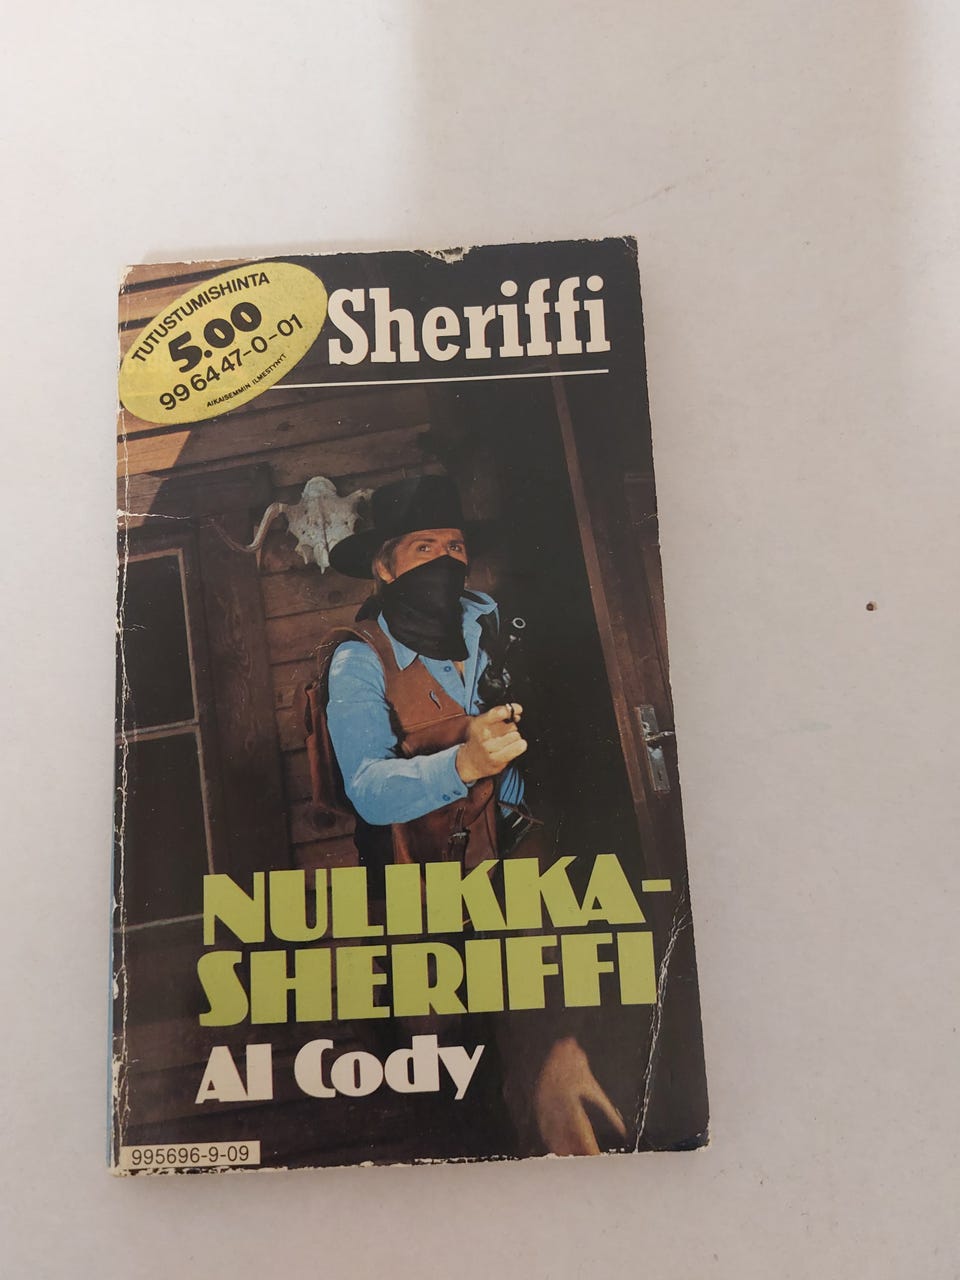 TUTUSTUMISHINTA
5.00
99 64 47-0-01
AIKAISEMMIN ILMESTYNYT
Sheriffi
NULIKKA-
SHERIFFI
Al Cody
995696-9-09